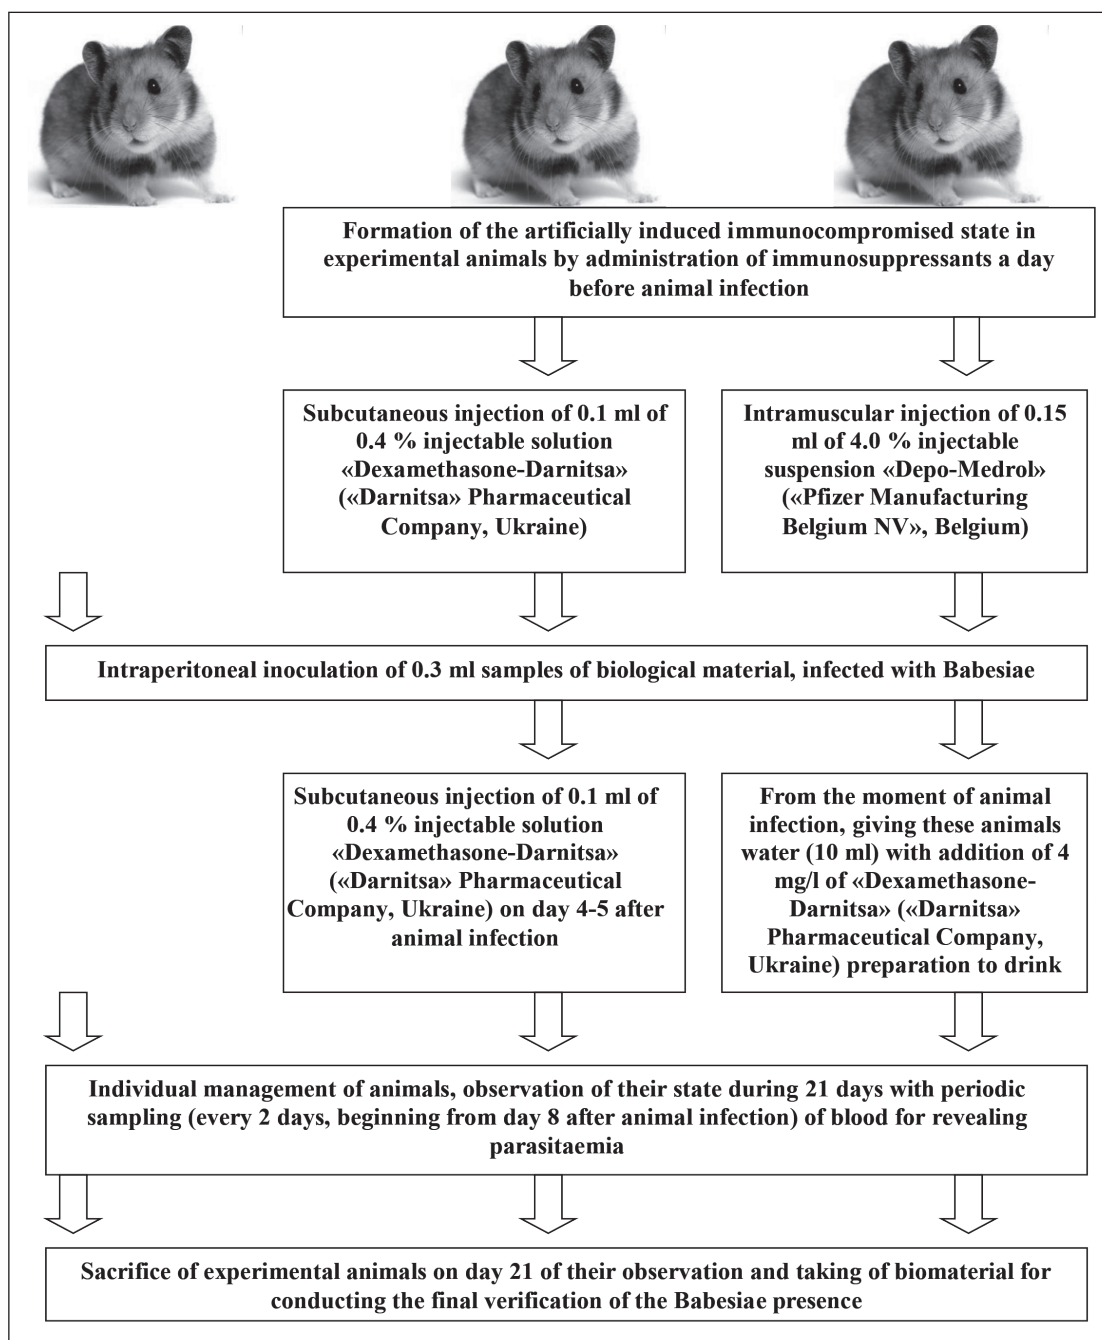 Formation of the artificially induced immunocompromised state in
experimental animals by administration of immunosuppressants a day
before animal infection
Subcutaneous injection of 0.1 ml of
0.4 % injectable solution
«Dexamethasone-Darnitsa»
(«Darnitsa» Pharmaceutical
Company, Ukraine)
Intramuscular injection of 0.15
ml of 4.0 % injectable
suspension «Depo-Medrol»
(«Pfizer Manufacturing
Belgium NV», Belgium)
Intraperitoneal inoculation of 0.3 ml samples of biological material, infected with Babesiae
Subcutaneous injection of 0.1 ml of
0.4 % injectable solution
«Dexamethasone-Darnitsa»
(«Darnitsa» Pharmaceutical
Company, Ukraine) on day 4-5 after
animal infection
From the moment of animal
infection, giving these animals
water (10 ml) with addition of 4
mg/l of «Dexamethasone-
Darnitsa» («Darnitsa»
Pharmaceutical Company,
Ukraine) preparation to drink
Individual management of animals, observation of their state during 21 days with periodic
sampling (every 2 days, beginning from day 8 after animal infection) of blood for revealing
parasitaemia
Sacrifice of experimental animals on day 21 of their observation and taking of biomaterial for
conducting the final verification of the Babesiae presence